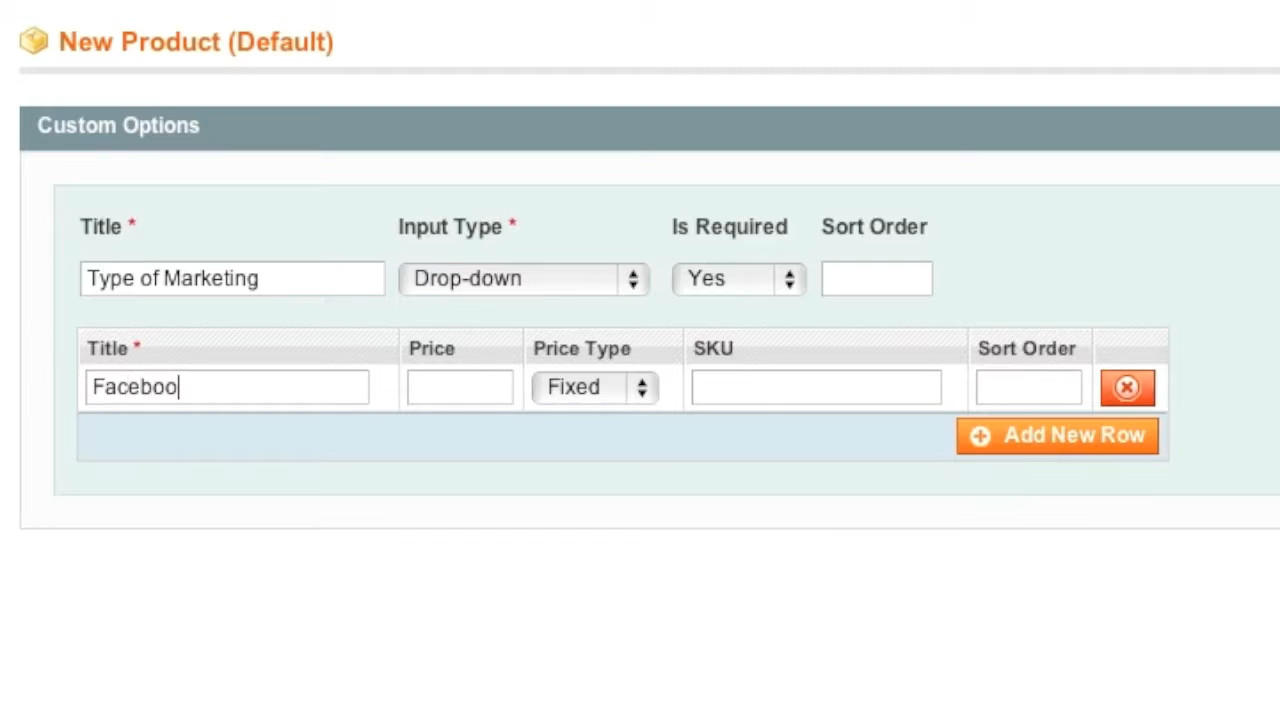 New Product (Default)
Custom Options
Title * Input Type * Is Required Sort Order
Type of Marketing Drop-down Yes
Title * Price Price Type SKU Sort Order
Faceboo Fixed
Add New Row